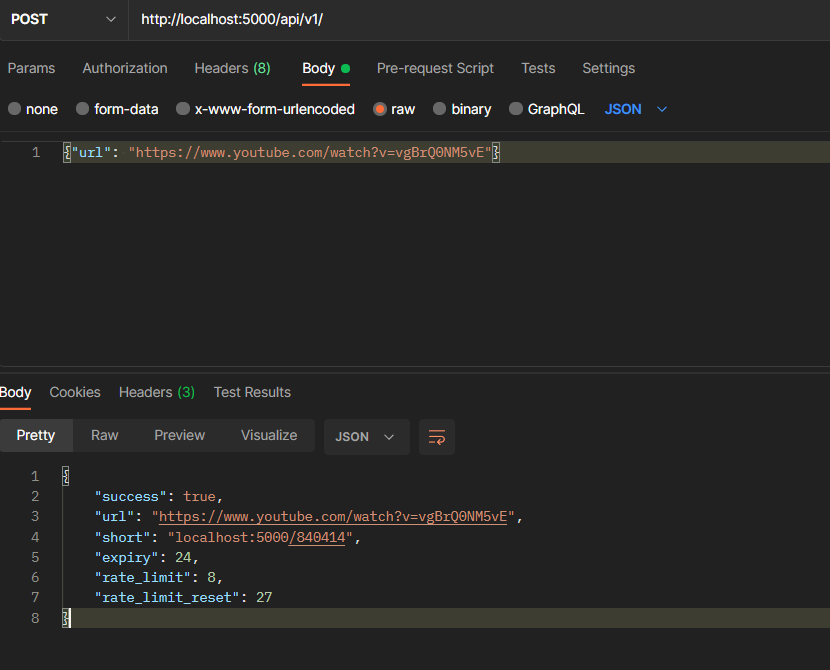 POST http://localhost:5000/api/v1/
Params Authorization Headers (8) Body Pre-request Script Tests Settings
none form-data x-www-form-urlencoded raw binary GraphQL JSON
1 {"url": "https://www.youtube.com/watch?v=vgBrQ0NM5vE"}
Body Cookies Headers (3) Test Results
Pretty Raw Preview Visualize JSON
1 {
2 "success": true,
3 "url": "https://www.youtube.com/watch?v=vgBrQ0NM5vE",
4 "short": "localhost:5000/840414",
5 "expiry": 24,
6 "rate_limit": 8,
7 "rate_limit_reset": 27
8 }